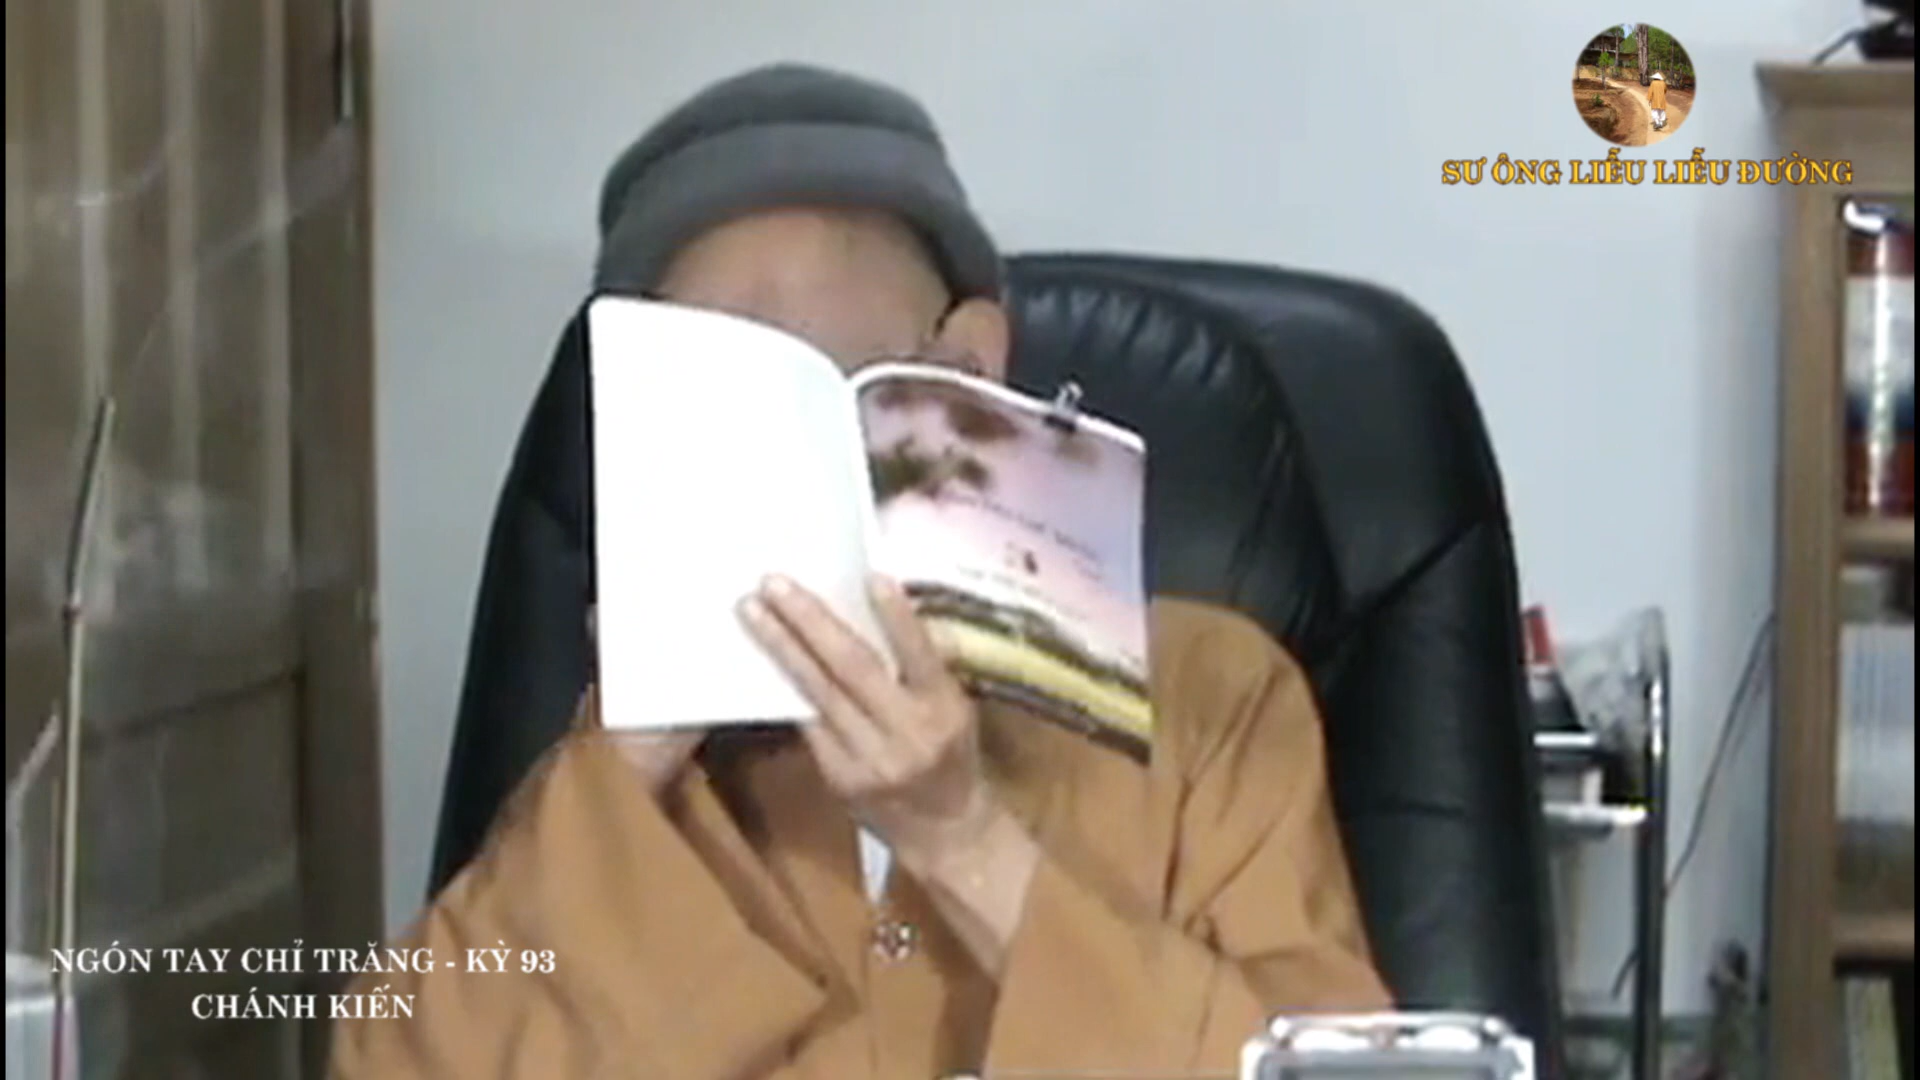 SƯ ÔNG LIỄU LIỄU ĐƯỜNG
NGÓN TAY CHỈ TRĂNG - KỲ 93
CHÁNH KIẾN